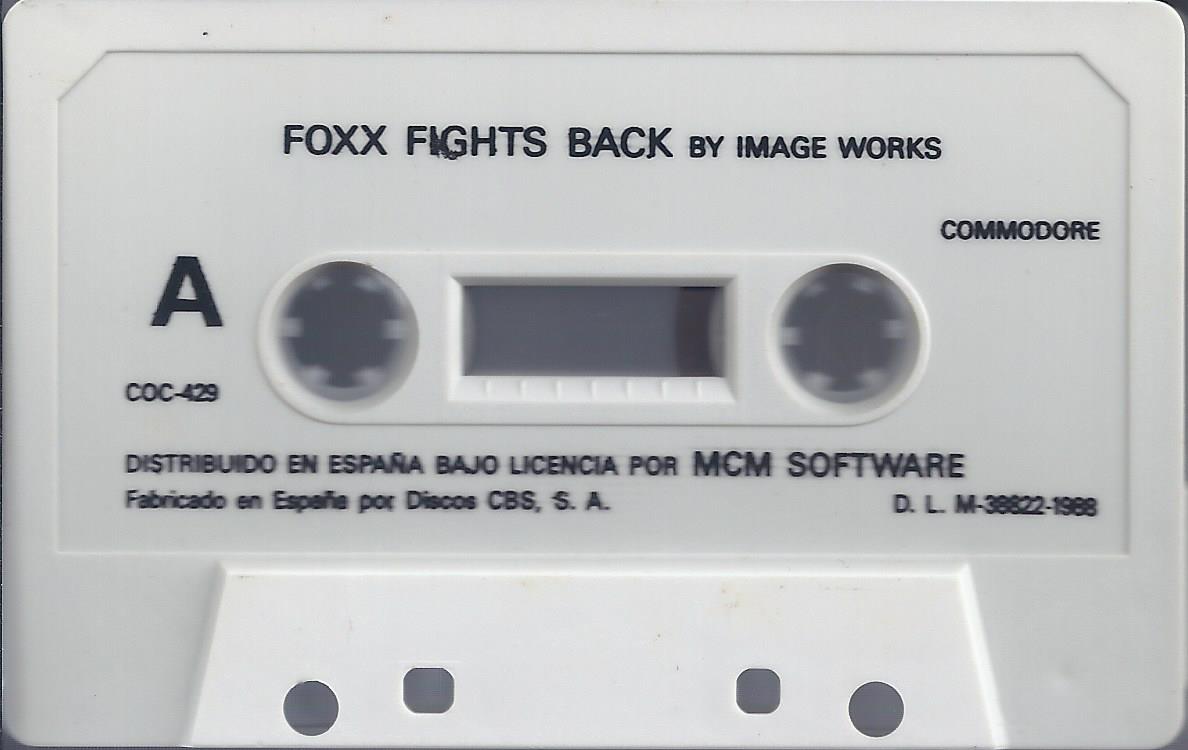 FOXX FIGHTS BACK BY IMAGE WORKS
COMMODORE
A
COC-429
DISTRIBUIDO EN ESPAÑA BAJO LICENCIA POR MCM SOFTWARE
Fabricado en España por Discos CBS, S. A.
D. L. M-38822-1988